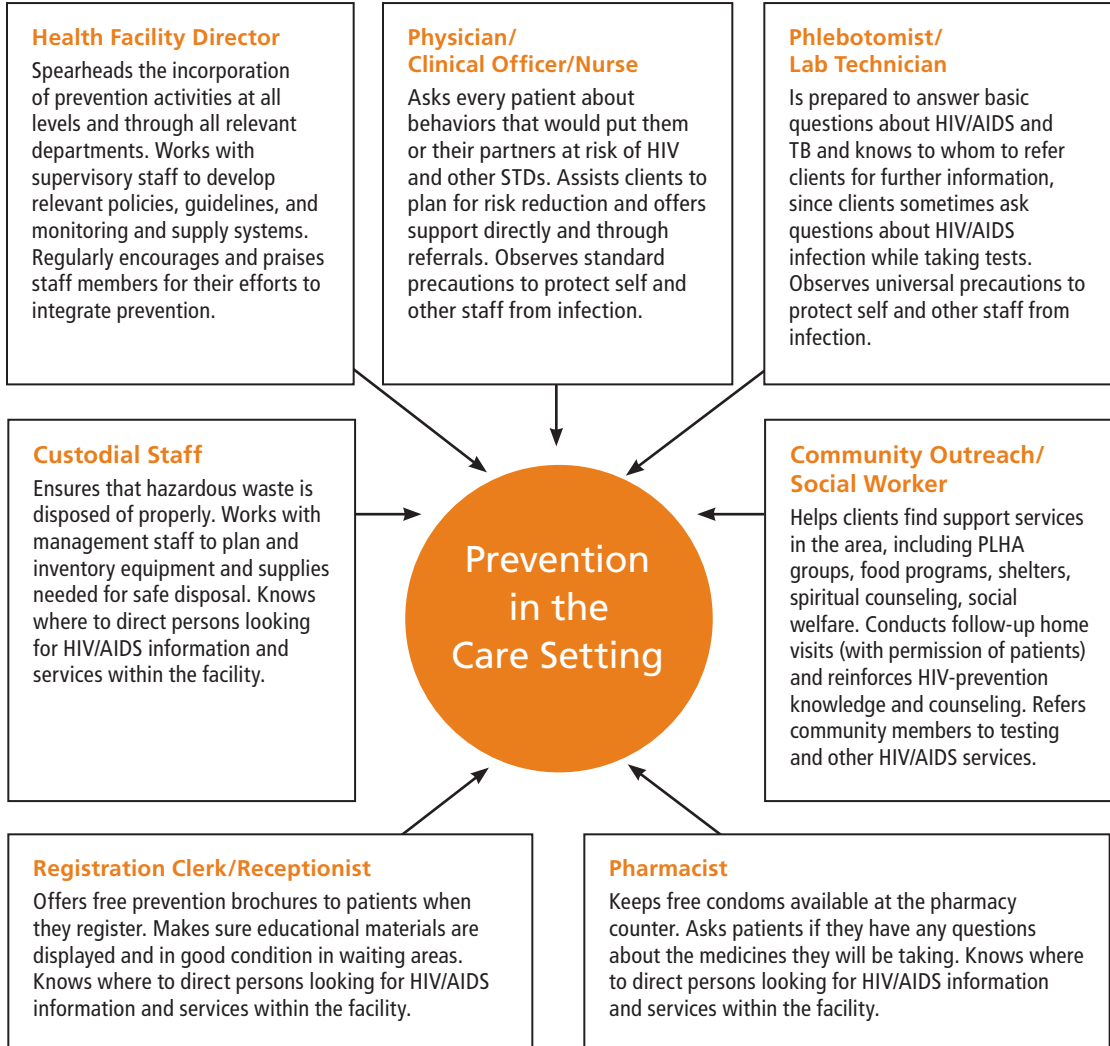 Health Facility Director
Spearheads the incorporation
of prevention activities at all
levels and through all relevant
departments. Works with
supervisory staff to develop
relevant policies, guidelines, and
monitoring and supply systems.
Regularly encourages and praises
staff members for their efforts to
integrate prevention.
Physician/
Clinical Officer/Nurse
Asks every patient about
behaviors that would put them
or their partners at risk of HIV
and other STDs. Assists clients to
plan for risk reduction and offers
support directly and through
referrals. Observes standard
precautions to protect self and
other staff from infection.
Phlebotomist/
Lab Technician
Is prepared to answer basic
questions about HIV/AIDS and
TB and knows to whom to refer
clients for further information,
since clients sometimes ask
questions about HIV/AIDS
infection while taking tests.
Observes universal precautions to
protect self and other staff from
infection.
Custodial Staff
Ensures that hazardous waste is
disposed of properly. Works with
management staff to plan and
inventory equipment and supplies
needed for safe disposal. Knows
where to direct persons looking
for HIV/AIDS information and
services within the facility.
Prevention
in the
Care Setting
Community Outreach/
Social Worker
Helps clients find support services
in the area, including PLHA
groups, food programs, shelters,
spiritual counseling, social
welfare. Conducts follow-up home
visits (with permission of patients)
and reinforces HIV-prevention
knowledge and counseling. Refers
community members to testing
and other HIV/AIDS services.
Registration Clerk/Receptionist
Offers free prevention brochures to patients when
they register. Makes sure educational materials are
displayed and in good condition in waiting areas.
Knows where to direct persons looking for HIV/AIDS
information and services within the facility.
Pharmacist
Keeps free condoms available at the pharmacy
counter. Asks patients if they have any questions
about the medicines they will be taking. Knows where
to direct persons looking for HIV/AIDS information
and services within the facility.